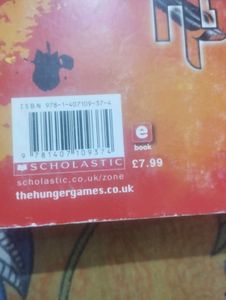 ISBN 978-1-407109-37-4
9 781407 109374
e
book
SCHOLASTIC
£7.99
scholastic.co.uk/zone
thehungergames.co.uk